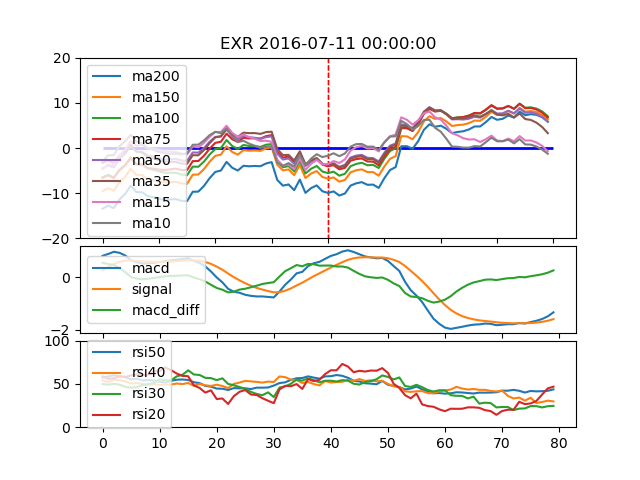 EXR 2016-07-11 00:00:00
20
10
0
−10
−20
ma200
ma150
ma100
ma75
ma50
ma35
ma15
ma10
0
−2
macd
signal
macd_diff
100
50
0
rsi50
rsi40
rsi30
rsi20
0 10 20 30 40 50 60 70 80